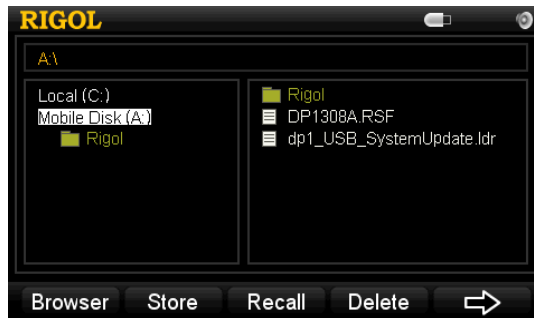 RIGOL
A:\
Local (C:)
Mobile Disk (A:)
Rigol
Rigol
DP1308A.RSF
dp1_USB_SystemUpdate.ldr
Browser Store Recall Delete